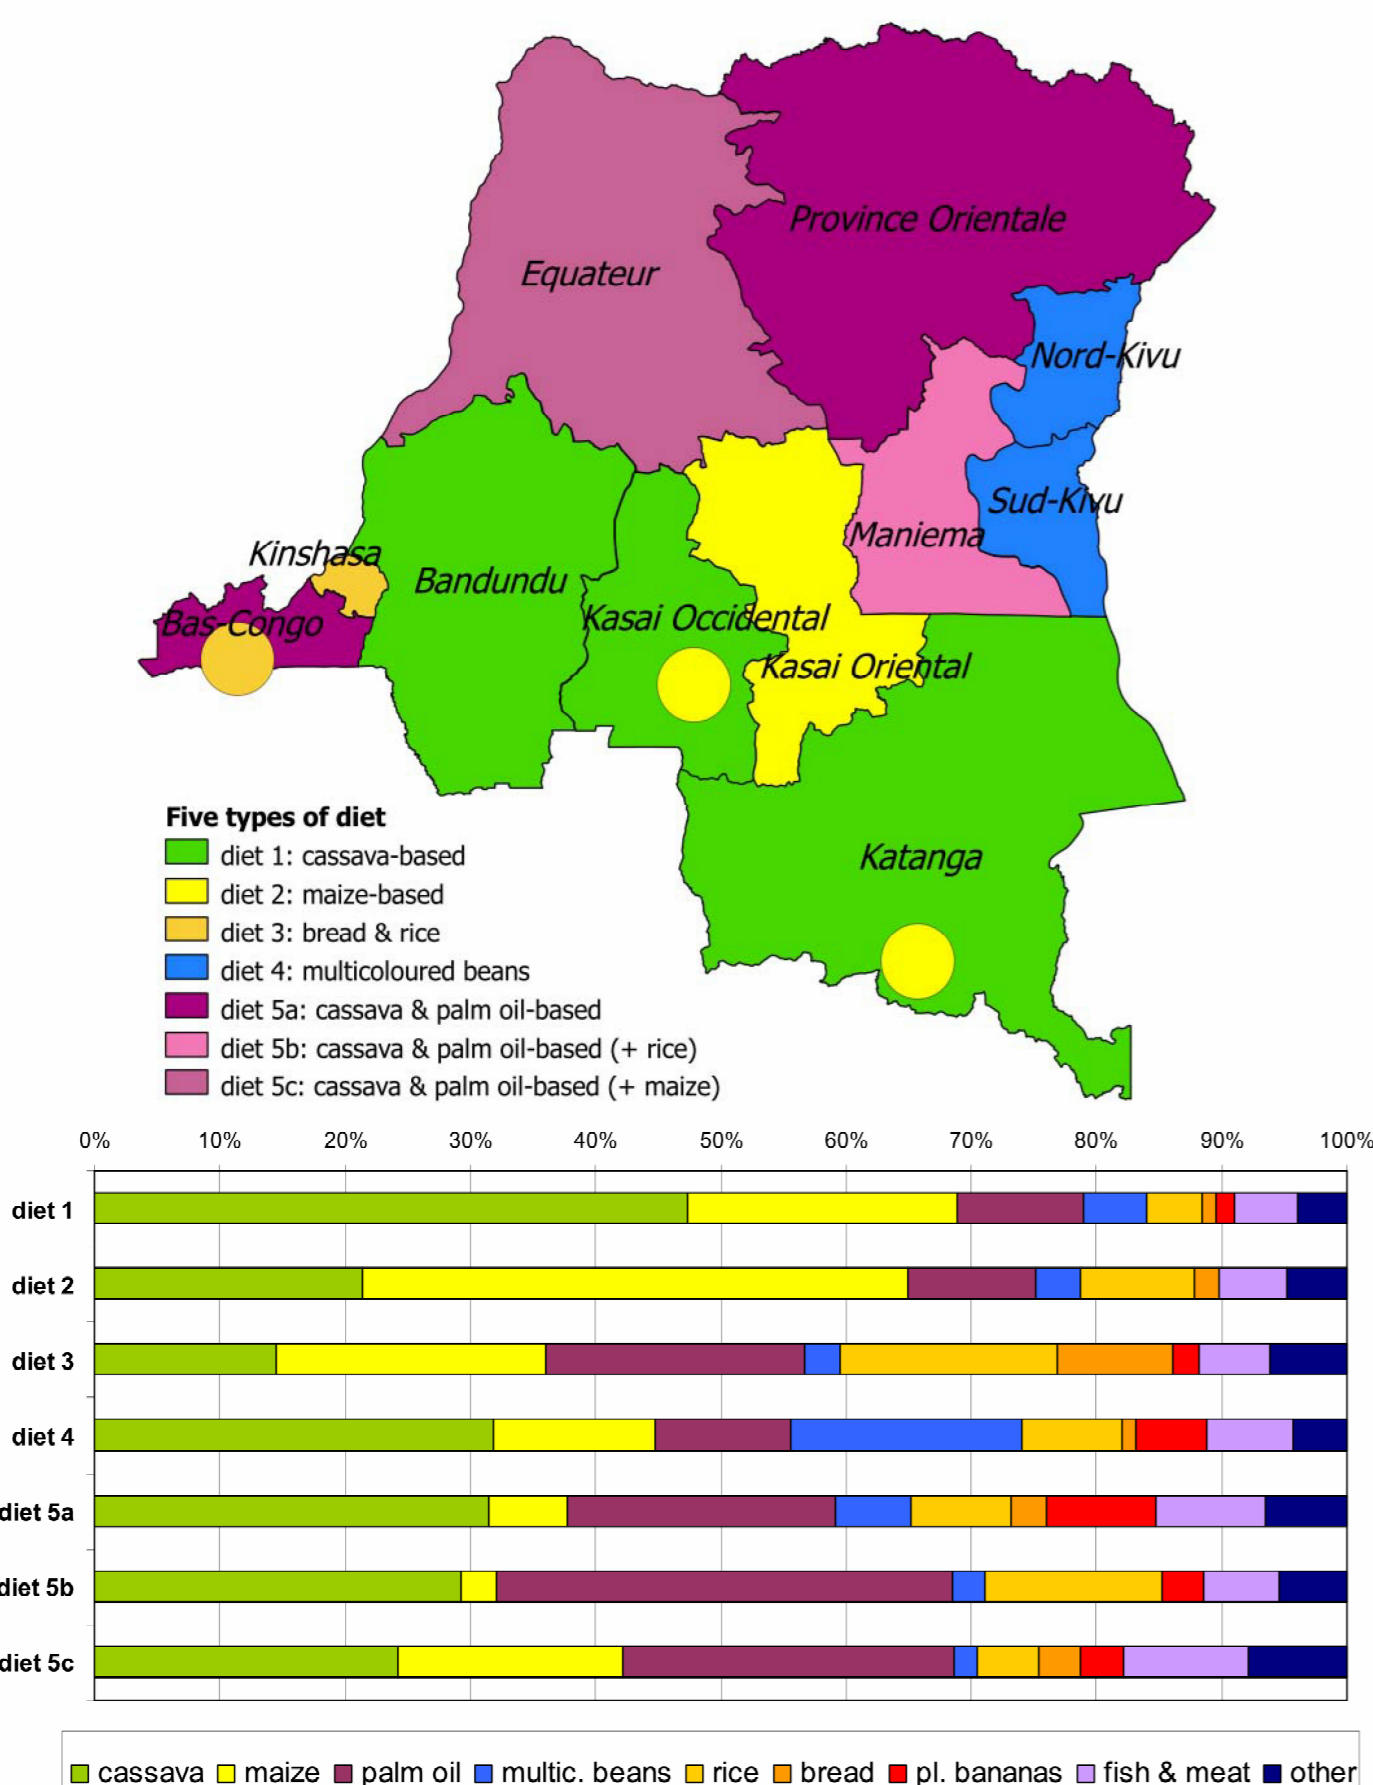 Province Orientale
Equateur
Nord-Kivu
Sud-Kivu
Maniema
Kinshasa
Bandundu
Bas-Congo
Kasai Occidental
Kasai Oriental
Katanga
Five types of diet
diet 1: cassava-based
diet 2: maize-based
diet 3: bread & rice
diet 4: multicoloured beans
diet 5a: cassava & palm oil-based
diet 5b: cassava & palm oil-based (+ rice)
diet 5c: cassava & palm oil-based (+ maize)
0% 10% 20% 30% 40% 50% 60% 70% 80% 90% 100%
diet 1
diet 2
diet 3
diet 4
diet 5a
diet 5b
diet 5c
cassava maize palm oil multic. beans rice bread pl. bananas fish & meat other